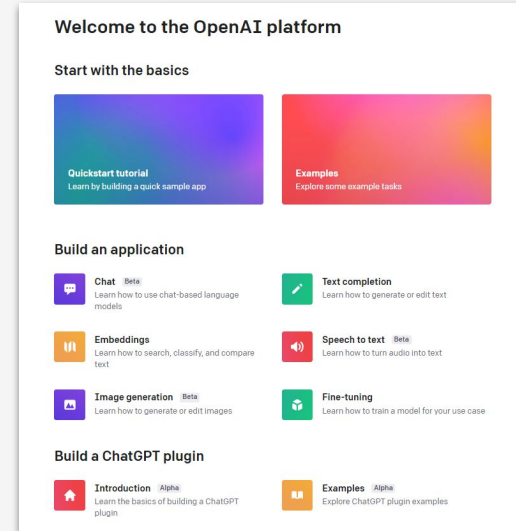 Welcome to the OpenAI platform
Start with the basics
Quickstart tutorial
Learn by building a quick sample app
Examples
Explore some example tasks
Build an application
Chat Beta
Learn how to use chat-based language
models
Text completion
Learn how to generate or edit text
Embeddings
Learn how to search, classify, and compare
text
Speech to text Beta
Learn how to turn audio into text
Image generation Beta
Learn how to generate or edit images
Fine-tuning
Learn how to train a model for your use case
Build a ChatGPT plugin
Introduction Alpha
Learn the basics of building a ChatGPT
plugin
Examples Alpha
Explore ChatGPT plugin examples